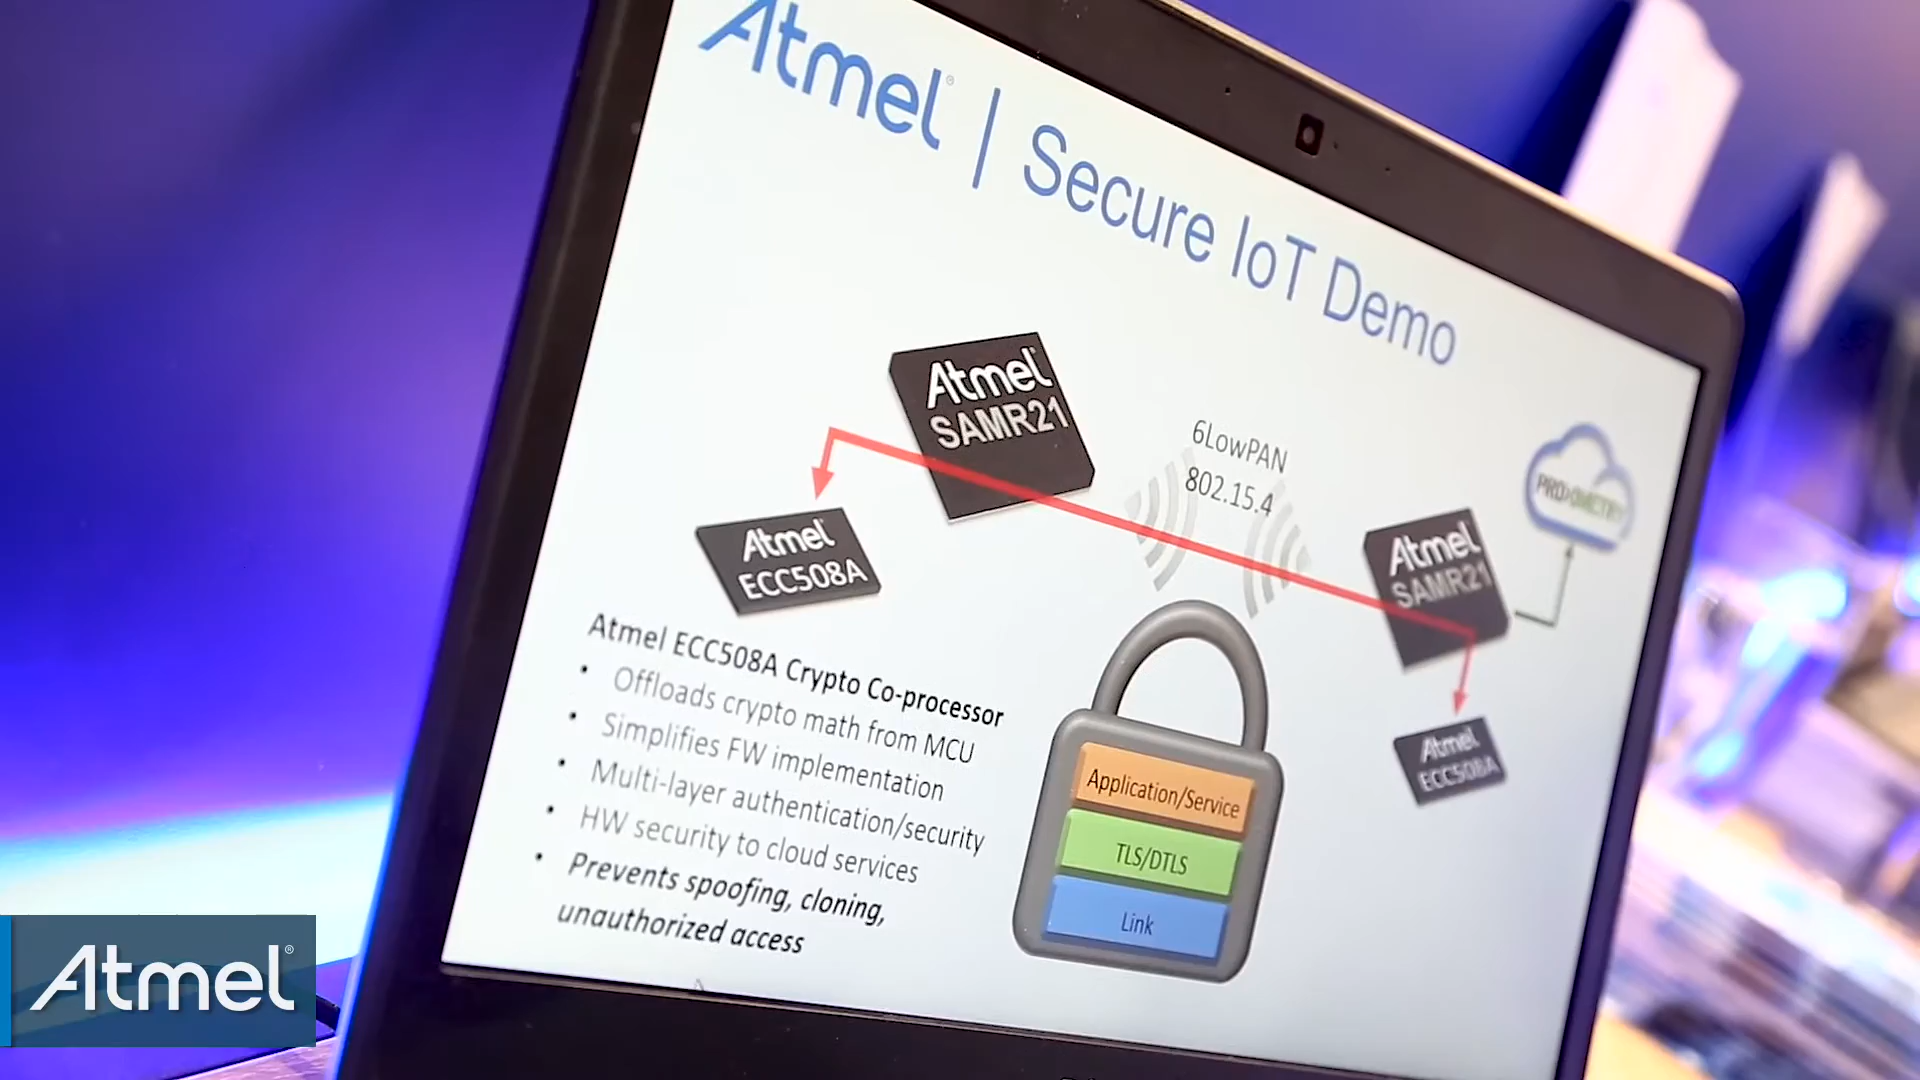 Atmel® | Secure IoT Demo
Atmel
SAMR21
6LowPAN
802.15.4
PROXIMETRY
Atmel
SAMR21
Atmel
ECC508A
Atmel
ECC508A
Atmel ECC508A Crypto Co-processor
• Offloads crypto math from MCU
• Simplifies FW implementation
• Multi-layer authentication/security
• HW security to cloud services
• Prevents spoofing, cloning,
unauthorized access
Application/Service
TLS/DTLS
Link
Atmel®